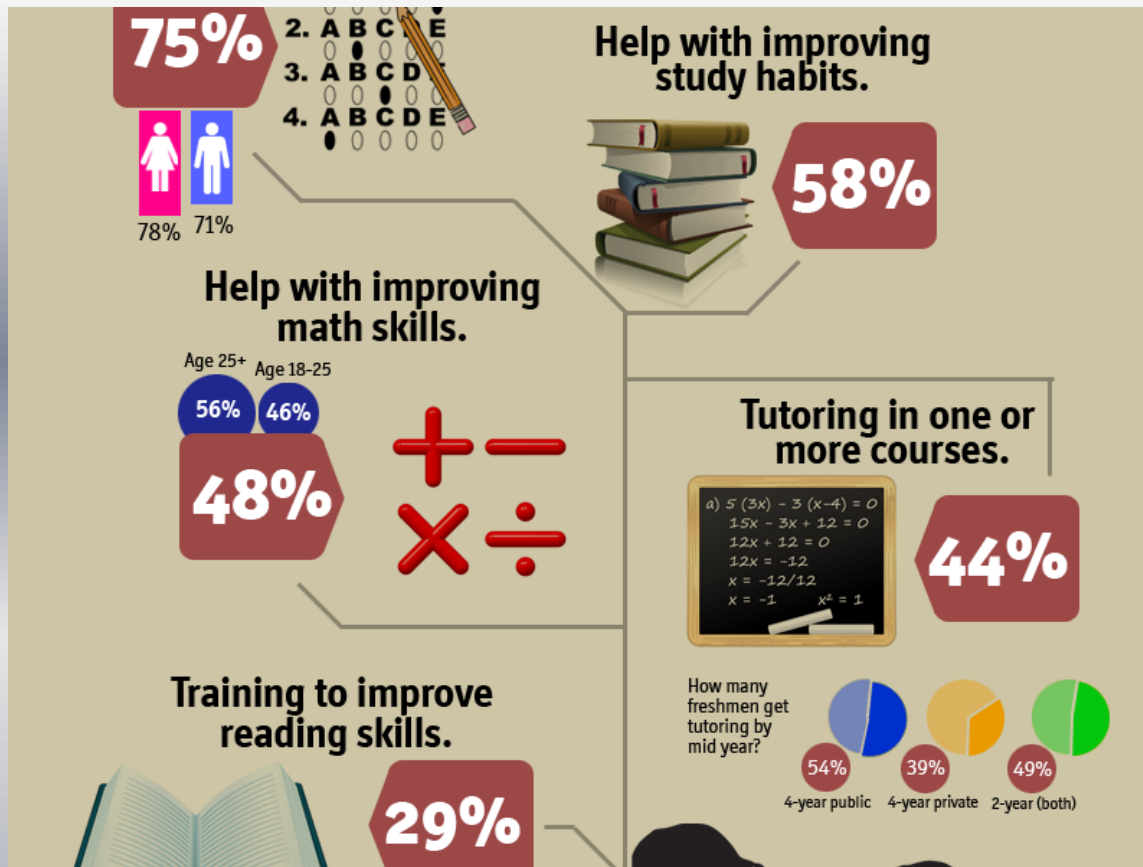 75%
2. A B C D E
3. A B C D E
4. A B C D E
78% 71%
Help with improving
study habits.
58%
Help with improving
math skills.
Age 25+ Age 18-25
56% 46%
48%
Tutoring in one or
more courses.
a) 5 (3x) - 3 (x-4) = 0
15x - 3x + 12 = 0
12x + 12 = 0
12x = -12
x = -12/12
x = -1 x² = 1
44%
How many
freshmen get
tutoring by
mid year?
54% 39% 49%
4-year public 4-year private 2-year (both)
Training to improve
reading skills.
29%